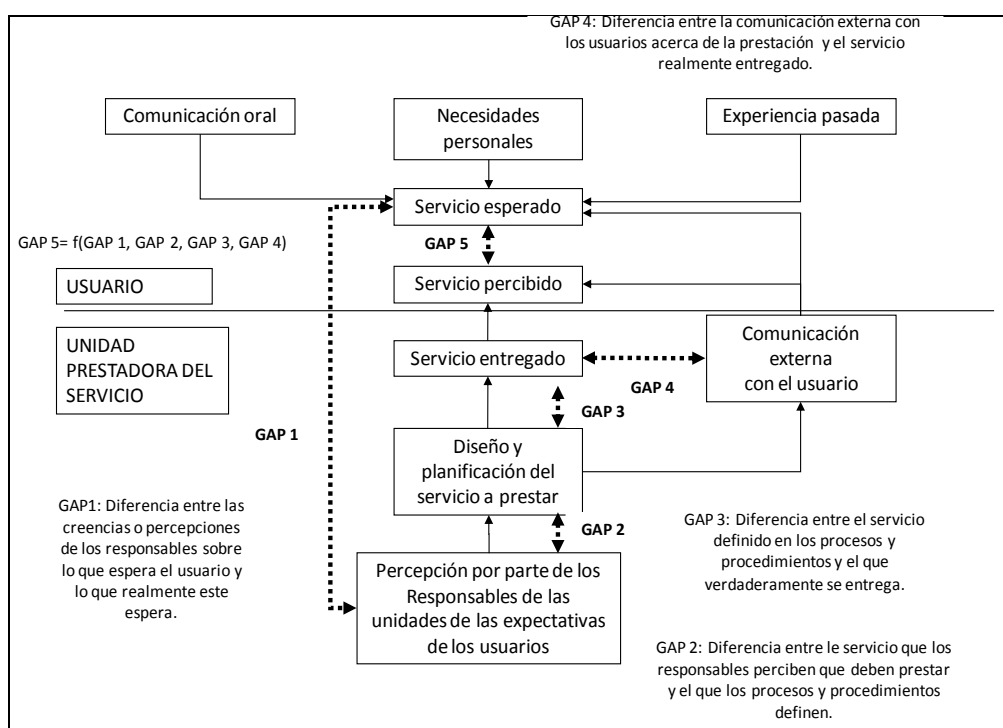 GAP 4: Diferencia entre la comunicación externa con
los usuarios acerca de la prestación y el servicio
realmente entregado.
Comunicación oral
Necesidades
personales
Experiencia pasada
Servicio esperado
GAP 5= f(GAP 1, GAP 2, GAP 3, GAP 4)
GAP 5
USUARIO
Servicio percibido
UNIDAD
PRESTADORA DEL
SERVICIO
Servicio entregado
Comunicación
externa
con el usuario
GAP 4
GAP 3
GAP 1
Diseño y
planificación del
servicio a prestar
GAP1: Diferencia entre las
creencias o percepciones
de los responsables sobre
lo que espera el usuario y
lo que realmente este
espera.
GAP 2
GAP 3: Diferencia entre el servicio
definido en los procesos y
procedimientos y el que
verdaderamente se entrega.
Percepción por parte de los
Responsables de las
unidades de las expectativas
de los usuarios
GAP 2: Diferencia entre le servicio que los
responsables perciben que deben prestar
y el que los procesos y procedimientos
definen.